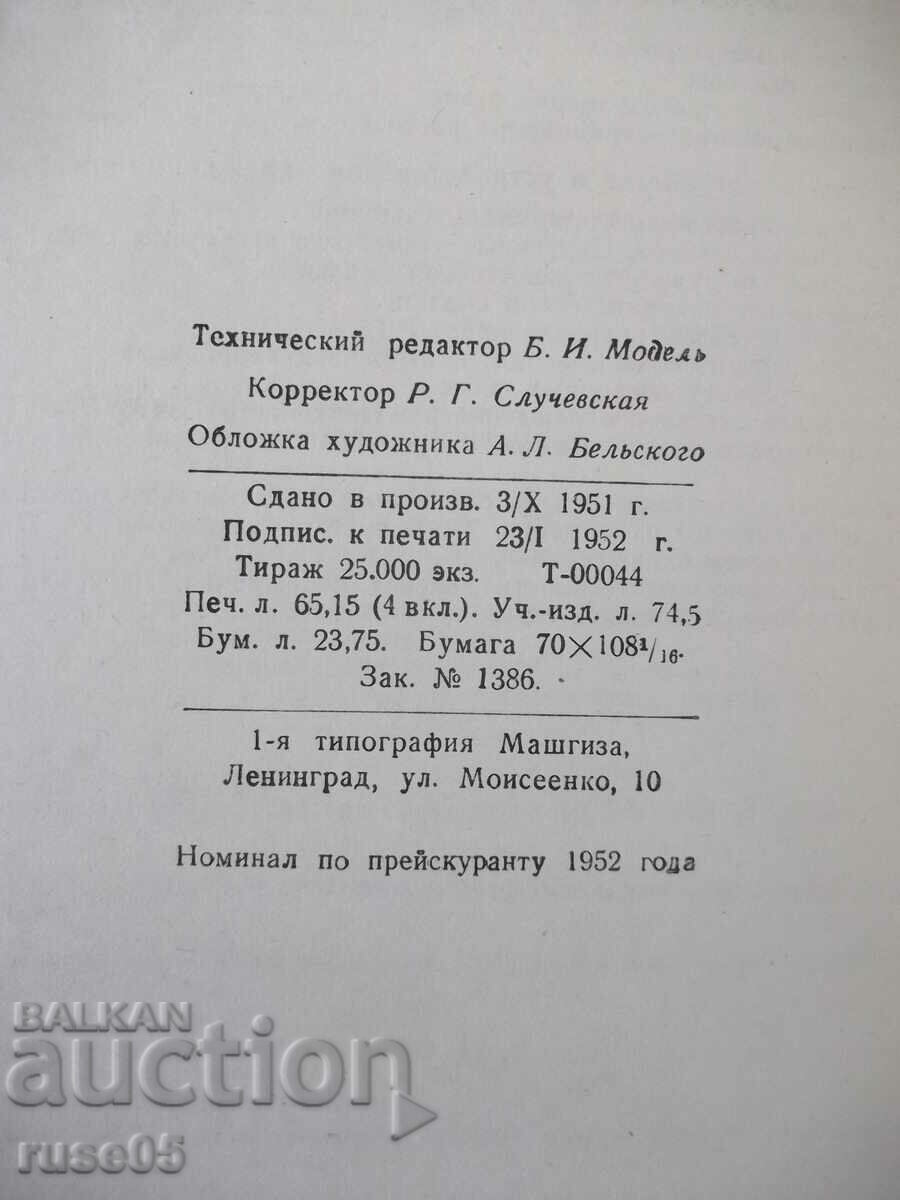 Технический редактор Б. И. Модель
Корректор Р. Г. Случевская
Обложка художника А. Л. Бельского
Сдано в произв. 3/X 1951 г.
Подпис. к печати 23/I 1952 г.
Тираж 25.000 экз. Т-00044
Печ. л. 65,15 (4 вкл.). Уч.-изд. л. 74,5
Бум. л. 23,75. Бумага 70×108¹/₁₆.
Зак. № 1386.
1-я типография Машгиза,
Ленинград, ул. Моисеенко, 10
Номинал по прейскуранту 1952 года
BALKAN
auction
ruse05